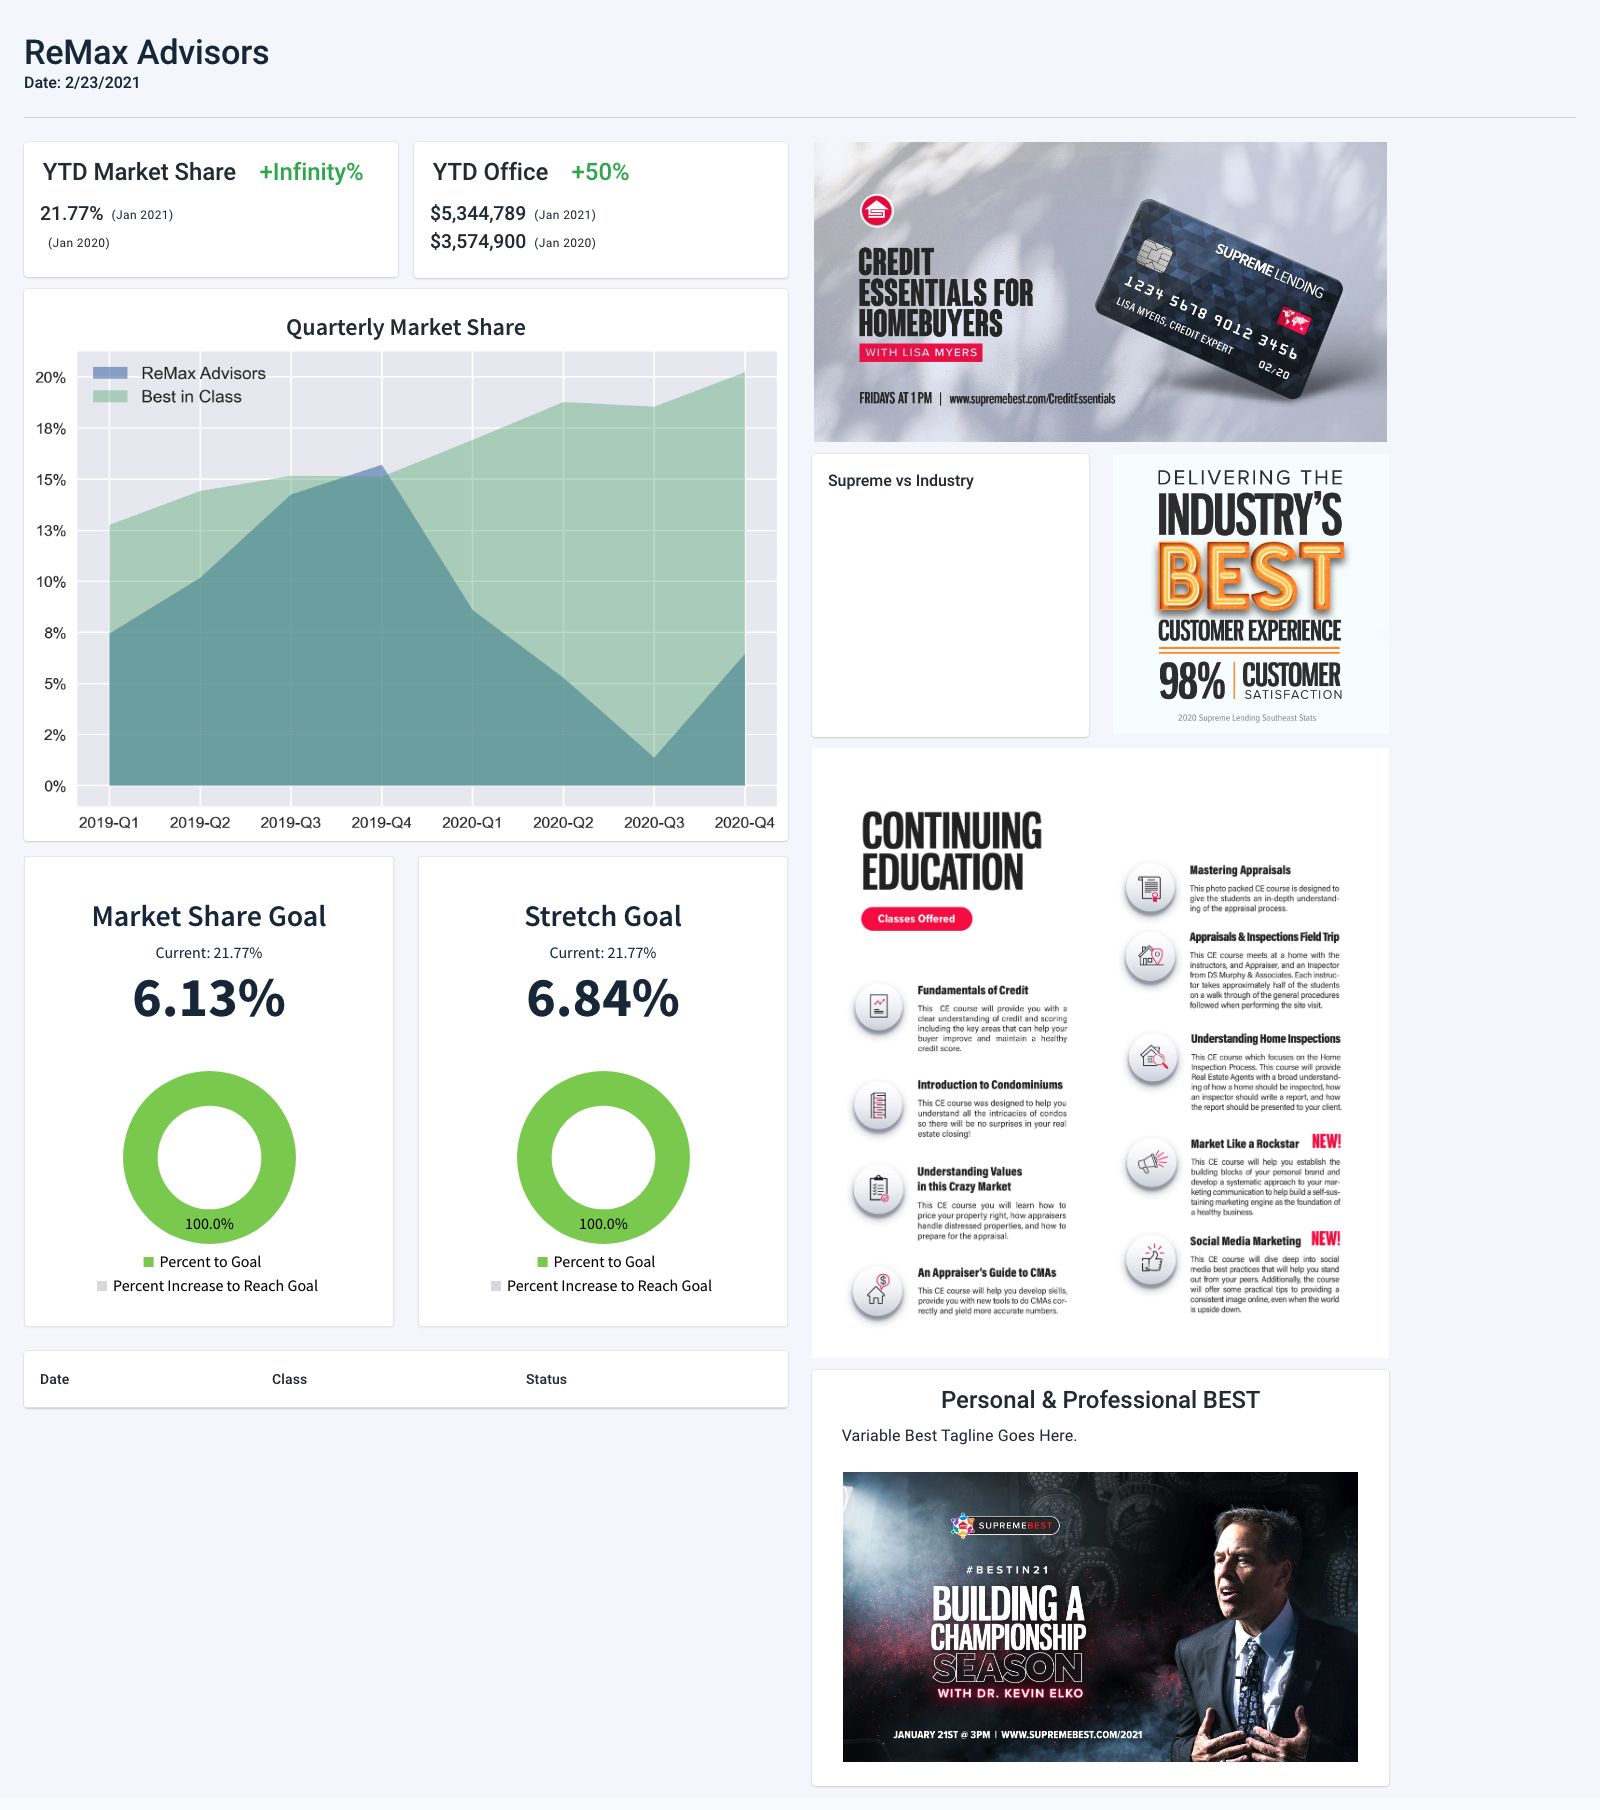 ReMax Advisors
Date: 2/23/2021
YTD Market Share +Infinity%
21.77% (Jan 2021)
(Jan 2020)
YTD Office +50%
$5,344,789 (Jan 2021)
$3,574,900 (Jan 2020)
Quarterly Market Share
ReMax Advisors
Best in Class
20%
18%
15%
13%
10%
8%
5%
2%
0%
2019-Q1 2019-Q2 2019-Q3 2019-Q4 2020-Q1 2020-Q2 2020-Q3 2020-Q4
Market Share Goal
Current: 21.77%
6.13%
100.0%
Percent to Goal
Percent Increase to Reach Goal
Stretch Goal
Current: 21.77%
6.84%
100.0%
Percent to Goal
Percent Increase to Reach Goal
Date Class Status
CREDIT
ESSENTIALS FOR
HOMEBUYERS
WITH LISA MYERS
FRIDAYS AT 1 PM | www.supremebest.com/CreditEssentials
SUPREME LENDING
1234 5678 9012 3456
LISA MYERS, CREDIT EXPERT
02/20
Supreme vs Industry
DELIVERING THE
INDUSTRY'S
BEST
CUSTOMER EXPERIENCE
98% CUSTOMER
SATISFACTION
2020 Supreme Lending Southeast Stats
CONTINUING
EDUCATION
Classes Offered
Fundamentals of Credit
This CE course will provide you with a
clear understanding of credit and scoring
including the key areas that can help your
buyer improve and maintain a healthy
credit score.
Introduction to Condominiums
This CE course was designed to help you
understand all the intricacies of condos
so there will be no surprises in your real
estate closing!
Understanding Values
in this Crazy Market
This CE course you will learn how to
price your property right, how appraisers
handle distressed properties, and how to
prepare for the appraisal.
An Appraiser's Guide to CMAs
This CE course will help you develop skills,
provide you with new tools to do CMAs cor-
rectly and yield more accurate numbers.
Mastering Appraisals
This photo packed CE course is designed to
give the students an in-depth understand-
ing of the appraisal process.
Appraisals & Inspections Field Trip
This CE course meets at a home with the
instructors, and Appraiser, and an Inspector
from DS Murphy & Associates. Each instruc-
tor takes approximately half of the students
on a walk through of the general procedures
followed when performing the site visit.
Understanding Home Inspections
This CE course which focuses on the Home
Inspection Process. This course will provide
Real Estate Agents with a broad understand-
ing of how a home should be inspected, how
an inspector should write a report, and how
the report should be presented to your client.
Market Like a Rockstar NEW!
This CE course will help you establish the
building blocks of your personal brand and
develop a systematic approach to your mar-
keting communication to help build a self-sus-
taining marketing engine as the foundation of
a healthy business.
Social Media Marketing NEW!
This CE course will dive deep into social
media best practices that will help you stand
out from your peers. Additionally, the course
will offer some practical tips to providing a
consistent image online, even when the world
is upside down.
Personal & Professional BEST
Variable Best Tagline Goes Here.
SUPREMEBEST
#BESTIN21
BUILDING A
CHAMPIONSHIP
SEASON
WITH DR. KEVIN ELKO
JANUARY 21ST @ 3PM | WWW.SUPREMEBEST.COM/2021